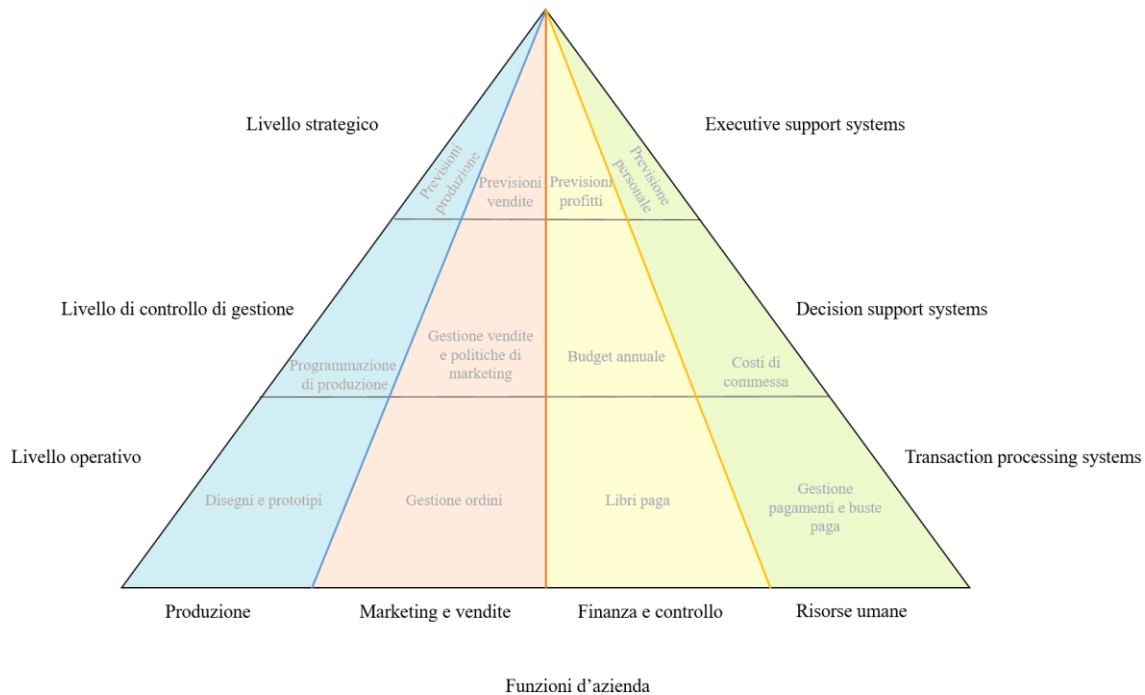 Livello strategico
Executive support systems
Previsioni
produzione
Previsioni
vendite
Previsioni
profitti
Previsione
personale
Livello di controllo di gestione
Decision support systems
Programmazione
di produzione
Gestione vendite
e politiche di
marketing
Budget annuale
Costi di
commessa
Livello operativo
Transaction processing systems
Disegni e prototipi
Gestione ordini
Libri paga
Gestione
pagamenti e buste
paga
Produzione
Marketing e vendite
Finanza e controllo
Risorse umane
Funzioni d’azienda